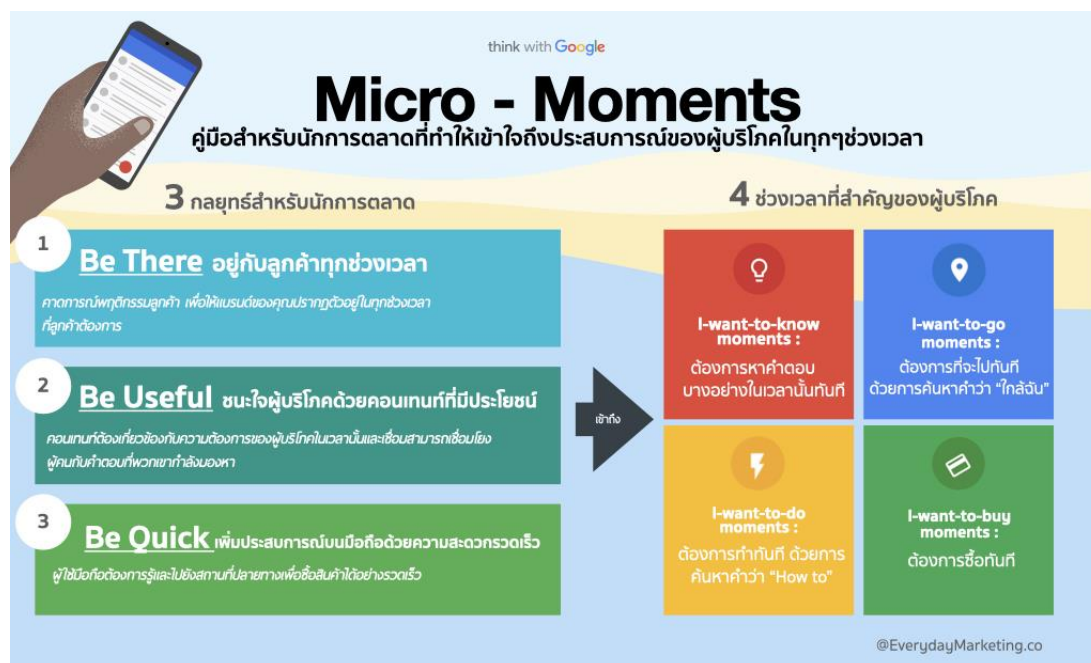 think with Google
Micro - Moments
คู่มือสำหรับนักการตลาดที่ทำให้เข้าใจถึงประสบการณ์ของผู้บริโภคในทุกๆช่วงเวลา
3 กลยุทธ์สำหรับนักการตลาด
1
Be There อยู่กับลูกค้าทุกช่วงเวลา
คาดการณ์พฤติกรรมลูกค้า เพื่อให้แบรนด์ของคุณปรากฏตัวอยู่ในทุกช่วงเวลา
ที่ลูกค้าต้องการ
2
Be Useful ชนะใจผู้บริโภคด้วยคอนเทนท์ที่มีประโยชน์
คอนเทนท์ต้องเกี่ยวข้องกับความต้องการของผู้บริโภคในเวลานั้นและเชื่อมสามารถเชื่อมโยง
ผู้คนกับคำตอบที่พวกเขากำลังมองหา
3
Be Quick เพิ่มประสบการณ์บนมือถือด้วยความสะดวกรวดเร็ว
ผู้ใช้มือถือต้องการรู้และไปยังสถานที่ปลายทางเพื่อซื้อสินค้าได้อย่างรวดเร็ว
เข้าถึง
4 ช่วงเวลาที่สำคัญของผู้บริโภค
I-want-to-know
moments :
ต้องการหาคำตอบ
บางอย่างในเวลานั้นทันที
I-want-to-go
moments :
ต้องการที่จะไปทันที
ด้วยการค้นหาคำว่า “ใกล้ฉัน”
I-want-to-do
moments :
ต้องการทำทันที ด้วยการ
ค้นหาคำว่า “How to”
I-want-to-buy
moments :
ต้องการซื้อทันที
@EverydayMarketing.co